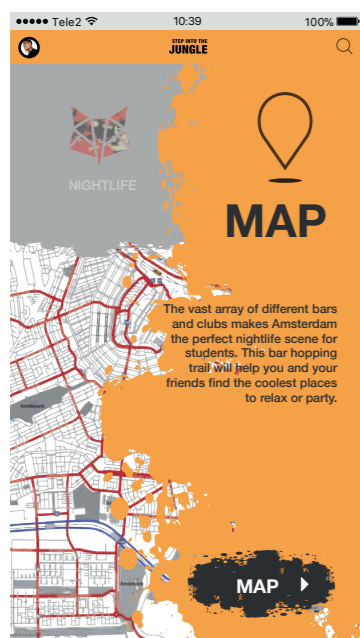 Tele2
10:39
100%
STEP INTO THE
JUNGLE
NIGHTLIFE
MAP
The vast array of different bars
and clubs makes Amsterdam
the perfect nightlife scene for
students. This bar hopping
trail will help you and your
friends find the coolest places
to relax or party.
MAP